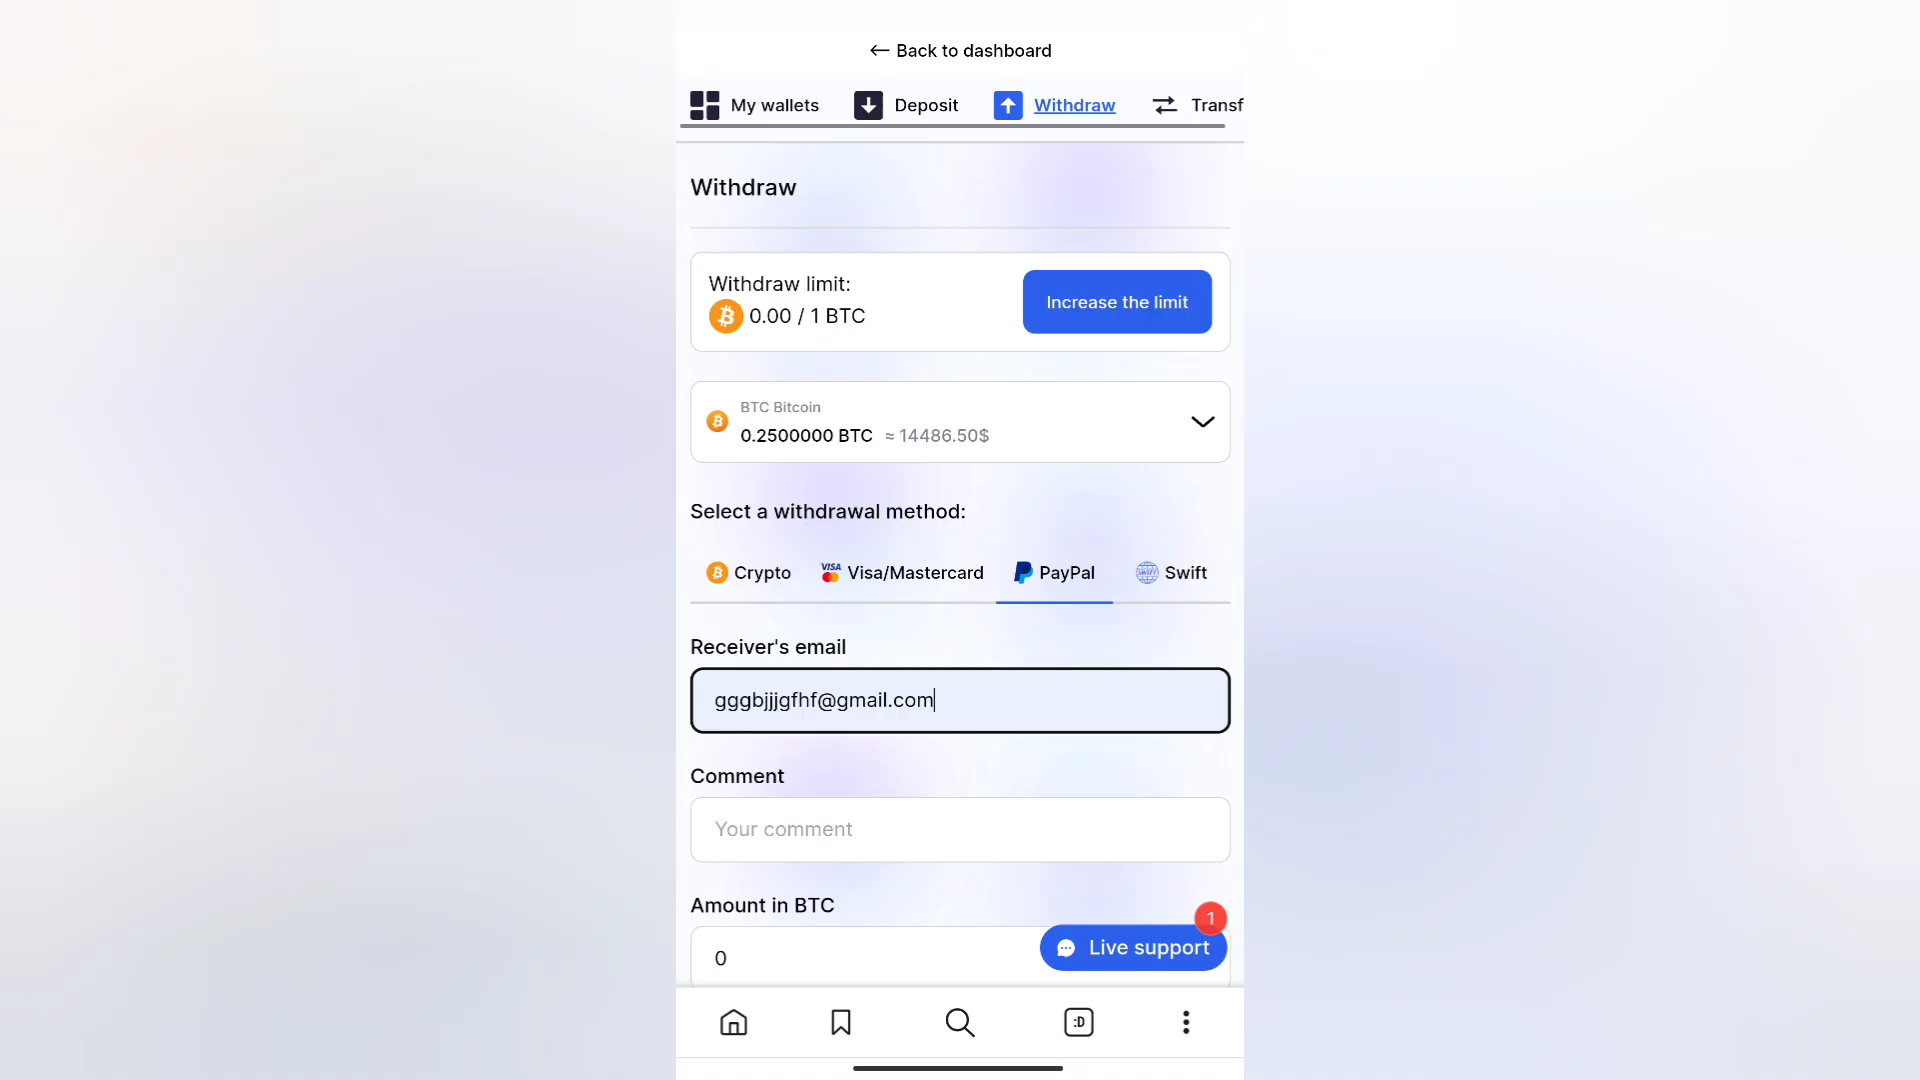 ← Back to dashboard
My wallets Deposit Withdraw Transf
Withdraw
Withdraw limit:
0.00 / 1 BTC
Increase the limit
BTC Bitcoin
0.2500000 BTC ≈ 14486.50$
Select a withdrawal method:
Crypto VISA Visa/Mastercard PayPal SWIFT Swift
Receiver's email
gggbjjjgfhf@gmail.com
Comment
Your comment
Amount in BTC
0
1
Live support
:D